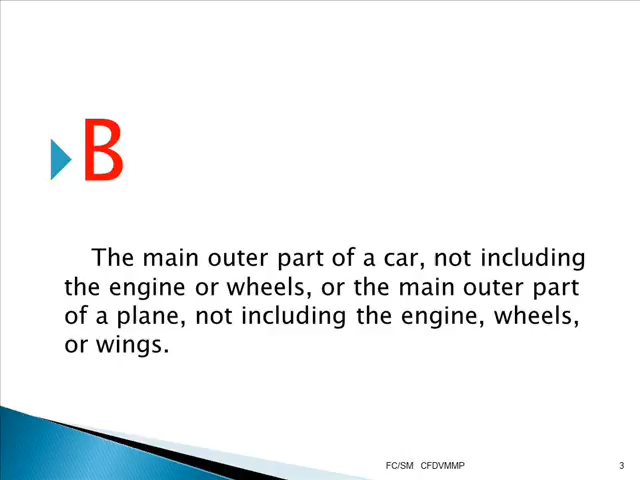 B
The main outer part of a car, not including
the engine or wheels, or the main outer part
of a plane, not including the engine, wheels,
or wings.
FC/SM CFDVMMP
3